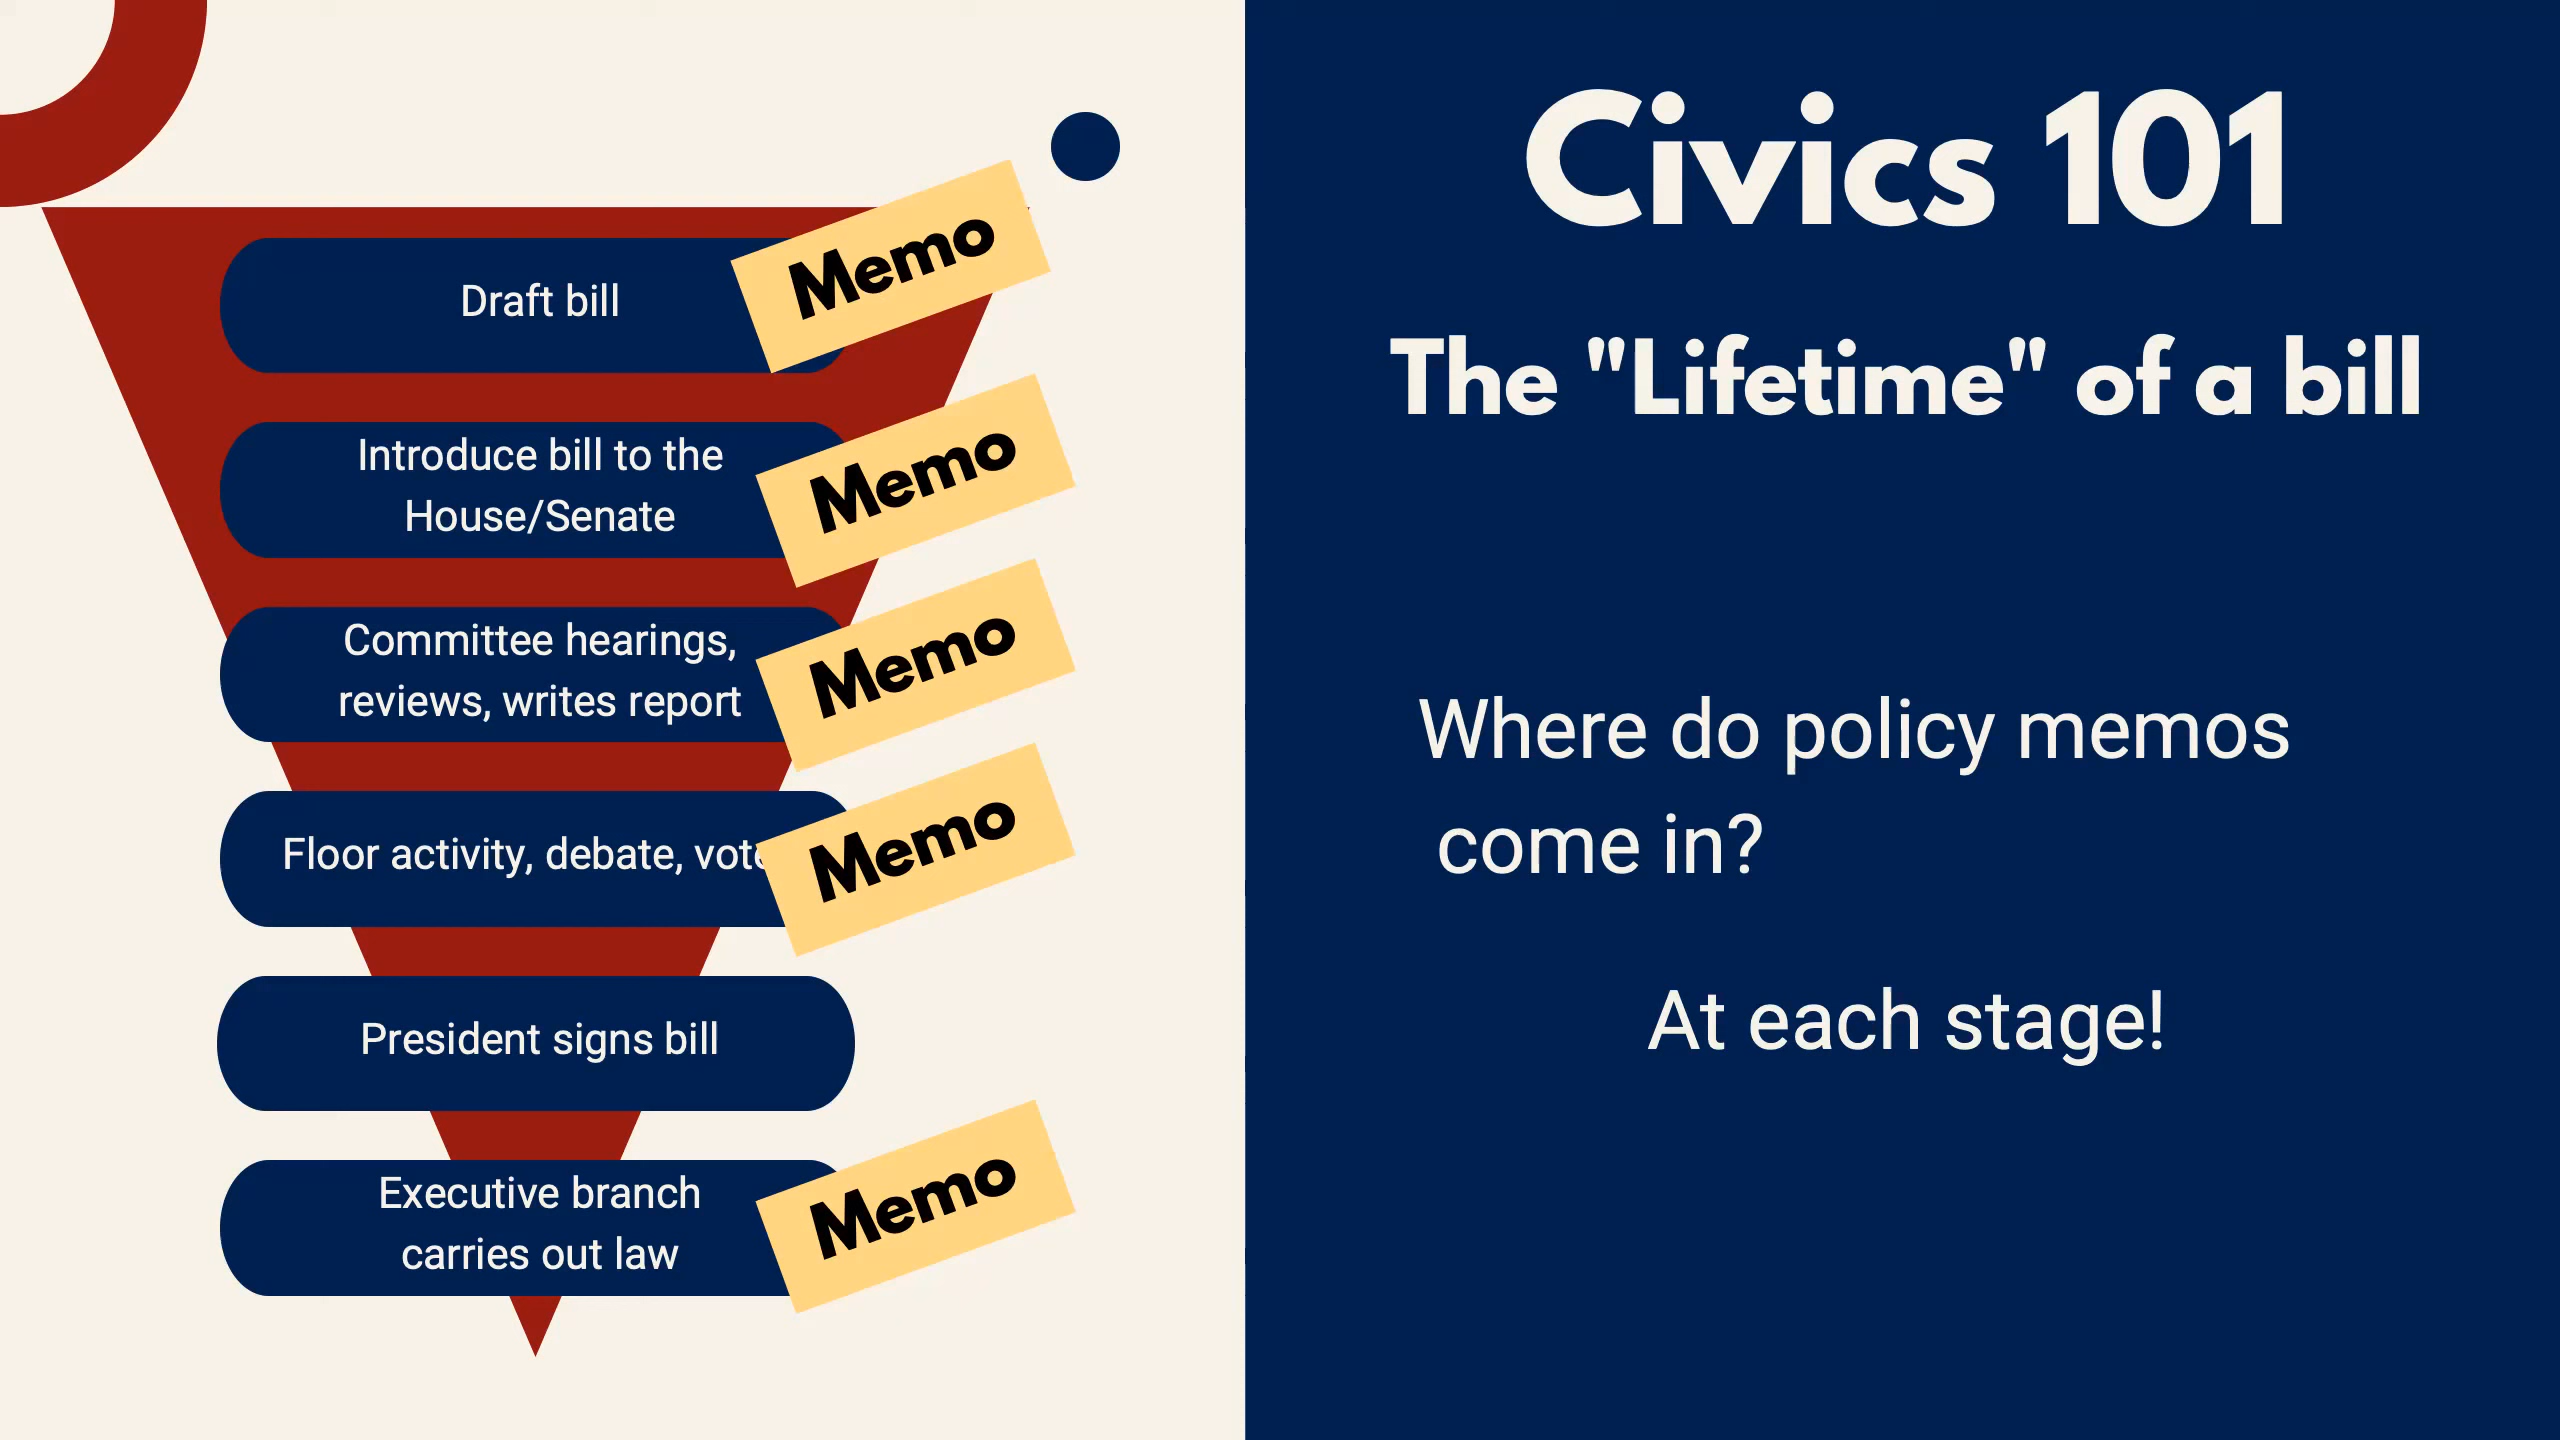 Civics 101
The "Lifetime" of a bill
Draft bill
Memo
Introduce bill to the
House/Senate
Memo
Committee hearings,
reviews, writes report
Memo
Floor activity, debate, vote
Memo
President signs bill
Executive branch
carries out law
Memo
Where do policy memos
come in?
At each stage!